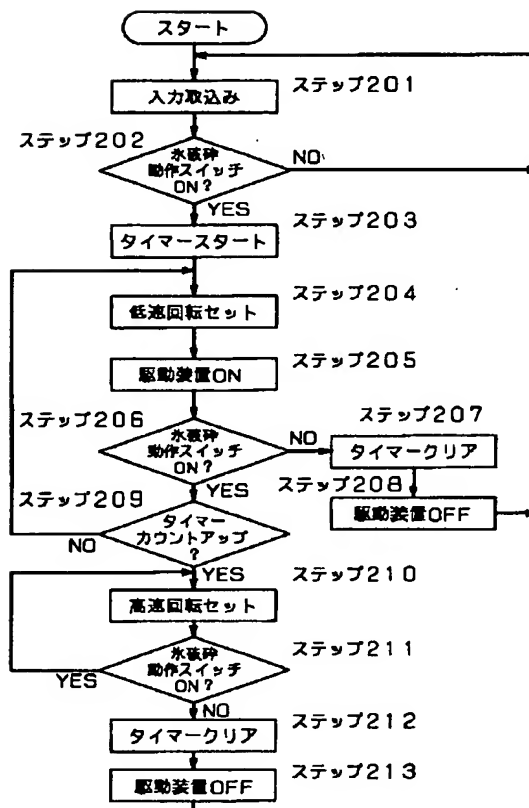 スタート
ステップ201
入力取込み
ステップ202
氷破砕
動作スイッチ
ON?
NO
YES
ステップ203
タイマースタート
ステップ204
低速回転セット
ステップ205
駆動装置ON
ステップ206
氷破砕
動作スイッチ
ON?
NO
YES
ステップ207
タイマークリア
ステップ208
駆動装置OFF
ステップ209
タイマー
カウントアップ
?
NO
YES
ステップ210
高速回転セット
ステップ211
氷破砕
動作スイッチ
ON?
YES
NO
ステップ212
タイマークリア
ステップ213
駆動装置OFF